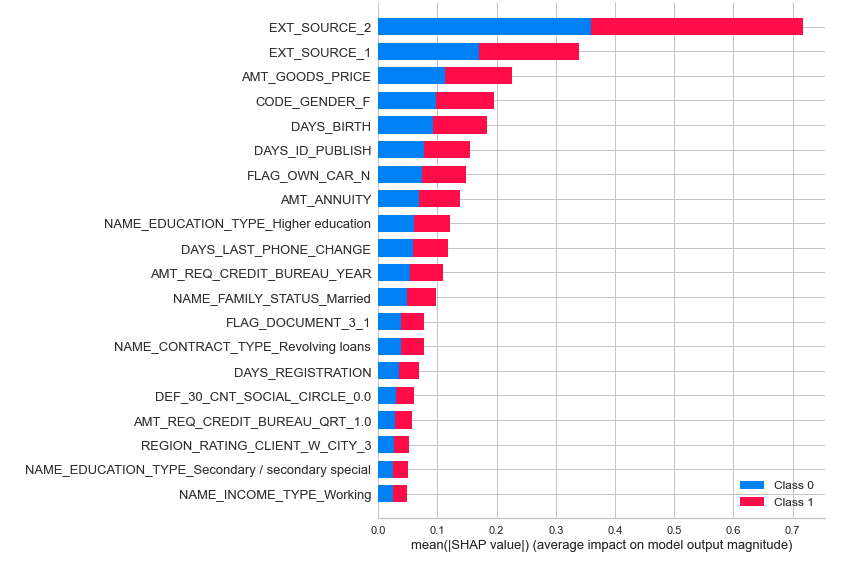 EXT_SOURCE_2
EXT_SOURCE_1
AMT_GOODS_PRICE
CODE_GENDER_F
DAYS_BIRTH
DAYS_ID_PUBLISH
FLAG_OWN_CAR_N
AMT_ANNUITY
NAME_EDUCATION_TYPE_Higher education
DAYS_LAST_PHONE_CHANGE
AMT_REQ_CREDIT_BUREAU_YEAR
NAME_FAMILY_STATUS_Married
FLAG_DOCUMENT_3_1
NAME_CONTRACT_TYPE_Revolving loans
DAYS_REGISTRATION
DEF_30_CNT_SOCIAL_CIRCLE_0.0
AMT_REQ_CREDIT_BUREAU_QRT_1.0
REGION_RATING_CLIENT_W_CITY_3
NAME_EDUCATION_TYPE_Secondary / secondary special
NAME_INCOME_TYPE_Working
Class 0
Class 1
0.0 0.1 0.2 0.3 0.4 0.5 0.6 0.7
mean(|SHAP value|) (average impact on model output magnitude)